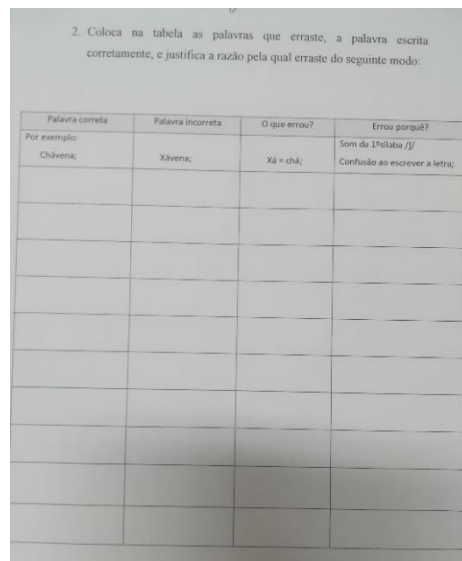 2. Coloca na tabela as palavras que erraste, a palavra escrita
corretamente, e justifica a razão pela qual erraste do seguinte modo:
Palavra correta Palavra incorreta O que errou? Errou porquê?
Por exemplo:
Chávena; Xávena; Xá = chá; Som da 1ªsílaba /ʃ/
Confusão ao escrever a letra;